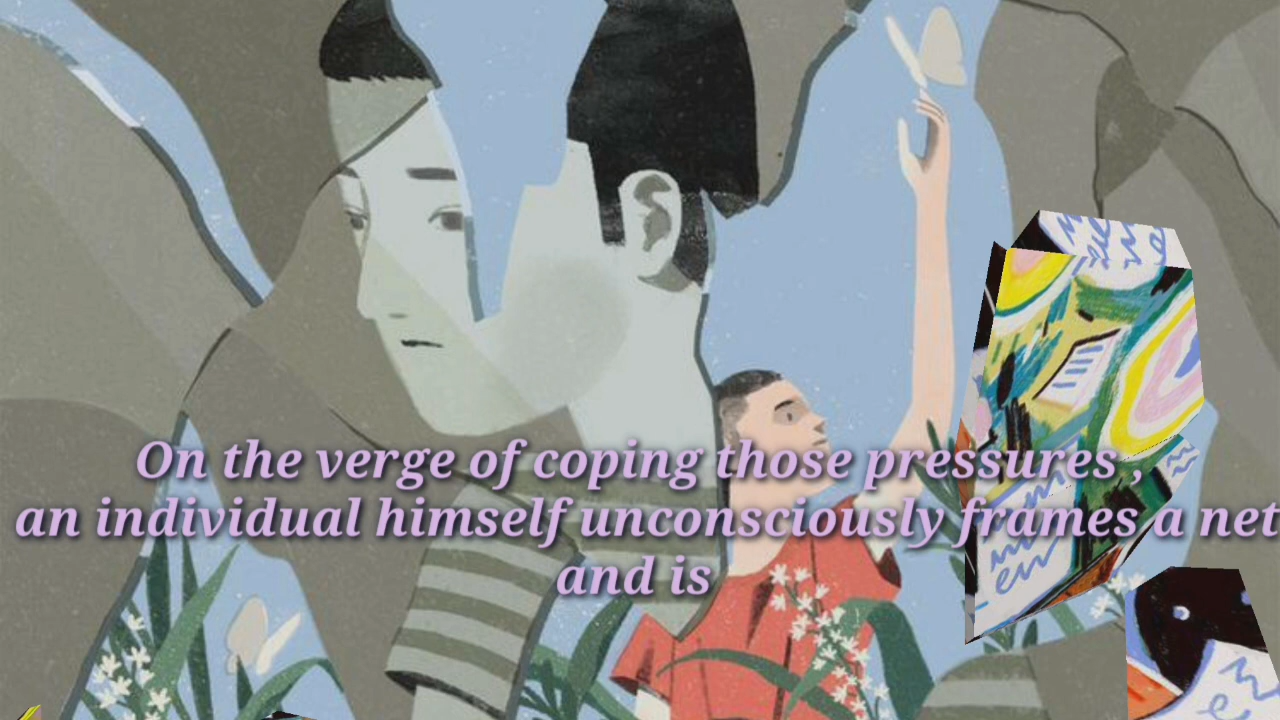 On the verge of coping those pressures,
an individual himself unconsciously frames a net
and is